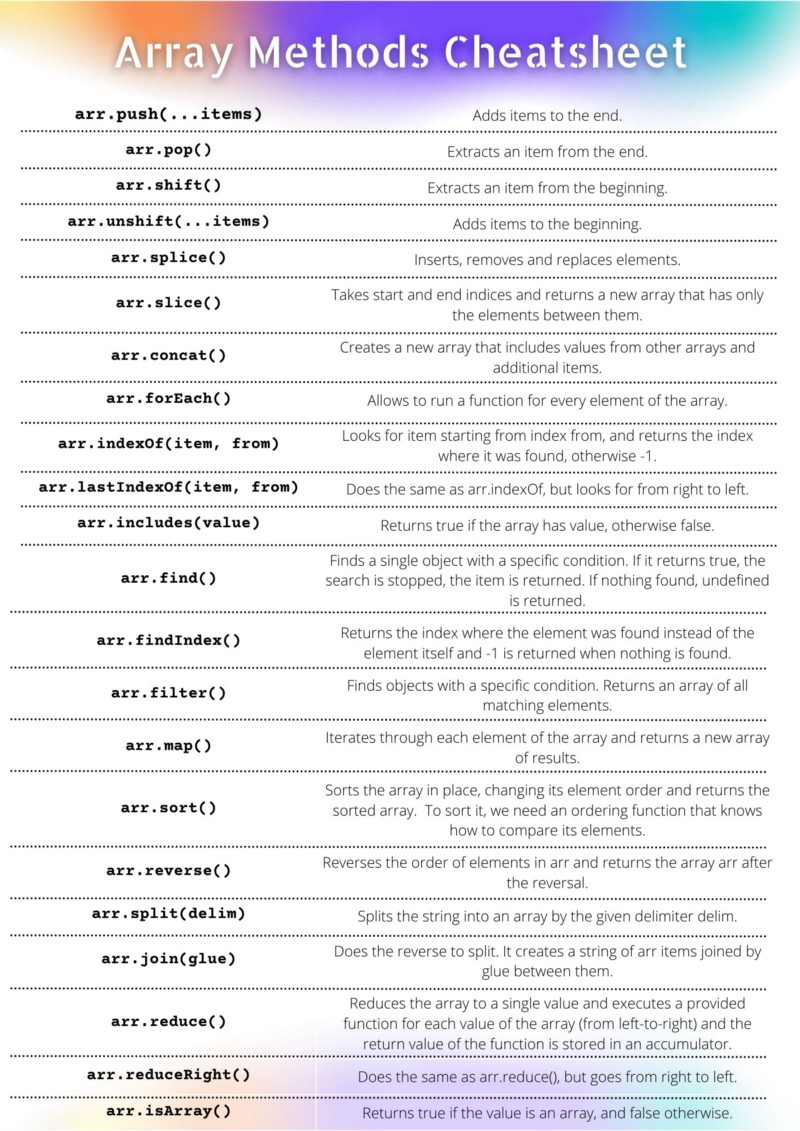 Array Methods Cheatsheet
arr.push(...items)
Adds items to the end.
arr.pop()
Extracts an item from the end.
arr.shift()
Extracts an item from the beginning.
arr.unshift(...items)
Adds items to the beginning.
arr.splice()
Inserts, removes and replaces elements.
arr.slice()
Takes start and end indices and returns a new array that has only
the elements between them.
arr.concat()
Creates a new array that includes values from other arrays and
additional items.
arr.forEach()
Allows to run a function for every element of the array.
arr.indexOf(item, from)
Looks for item starting from index from, and returns the index
where it was found, otherwise -1.
arr.lastIndexOf(item, from)
Does the same as arr.indexOf, but looks for from right to left.
arr.includes(value)
Returns true if the array has value, otherwise false.
arr.find()
Finds a single object with a specific condition. If it returns true, the
search is stopped, the item is returned. If nothing found, undefined
is returned.
arr.findIndex()
Returns the index where the element was found instead of the
element itself and -1 is returned when nothing is found.
arr.filter()
Finds objects with a specific condition. Returns an array of all
matching elements.
arr.map()
Iterates through each element of the array and returns a new array
of results.
arr.sort()
Sorts the array in place, changing its element order and returns the
sorted array. To sort it, we need an ordering function that knows
how to compare its elements.
arr.reverse()
Reverses the order of elements in arr and returns the array arr after
the reversal.
arr.split(delim)
Splits the string into an array by the given delimiter delim.
arr.join(glue)
Does the reverse to split. It creates a string of arr items joined by
glue between them.
arr.reduce()
Reduces the array to a single value and executes a provided
function for each value of the array (from left-to-right) and the
return value of the function is stored in an accumulator.
arr.reduceRight()
Does the same as arr.reduce(), but goes from right to left.
arr.isArray()
Returns true if the value is an array, and false otherwise.